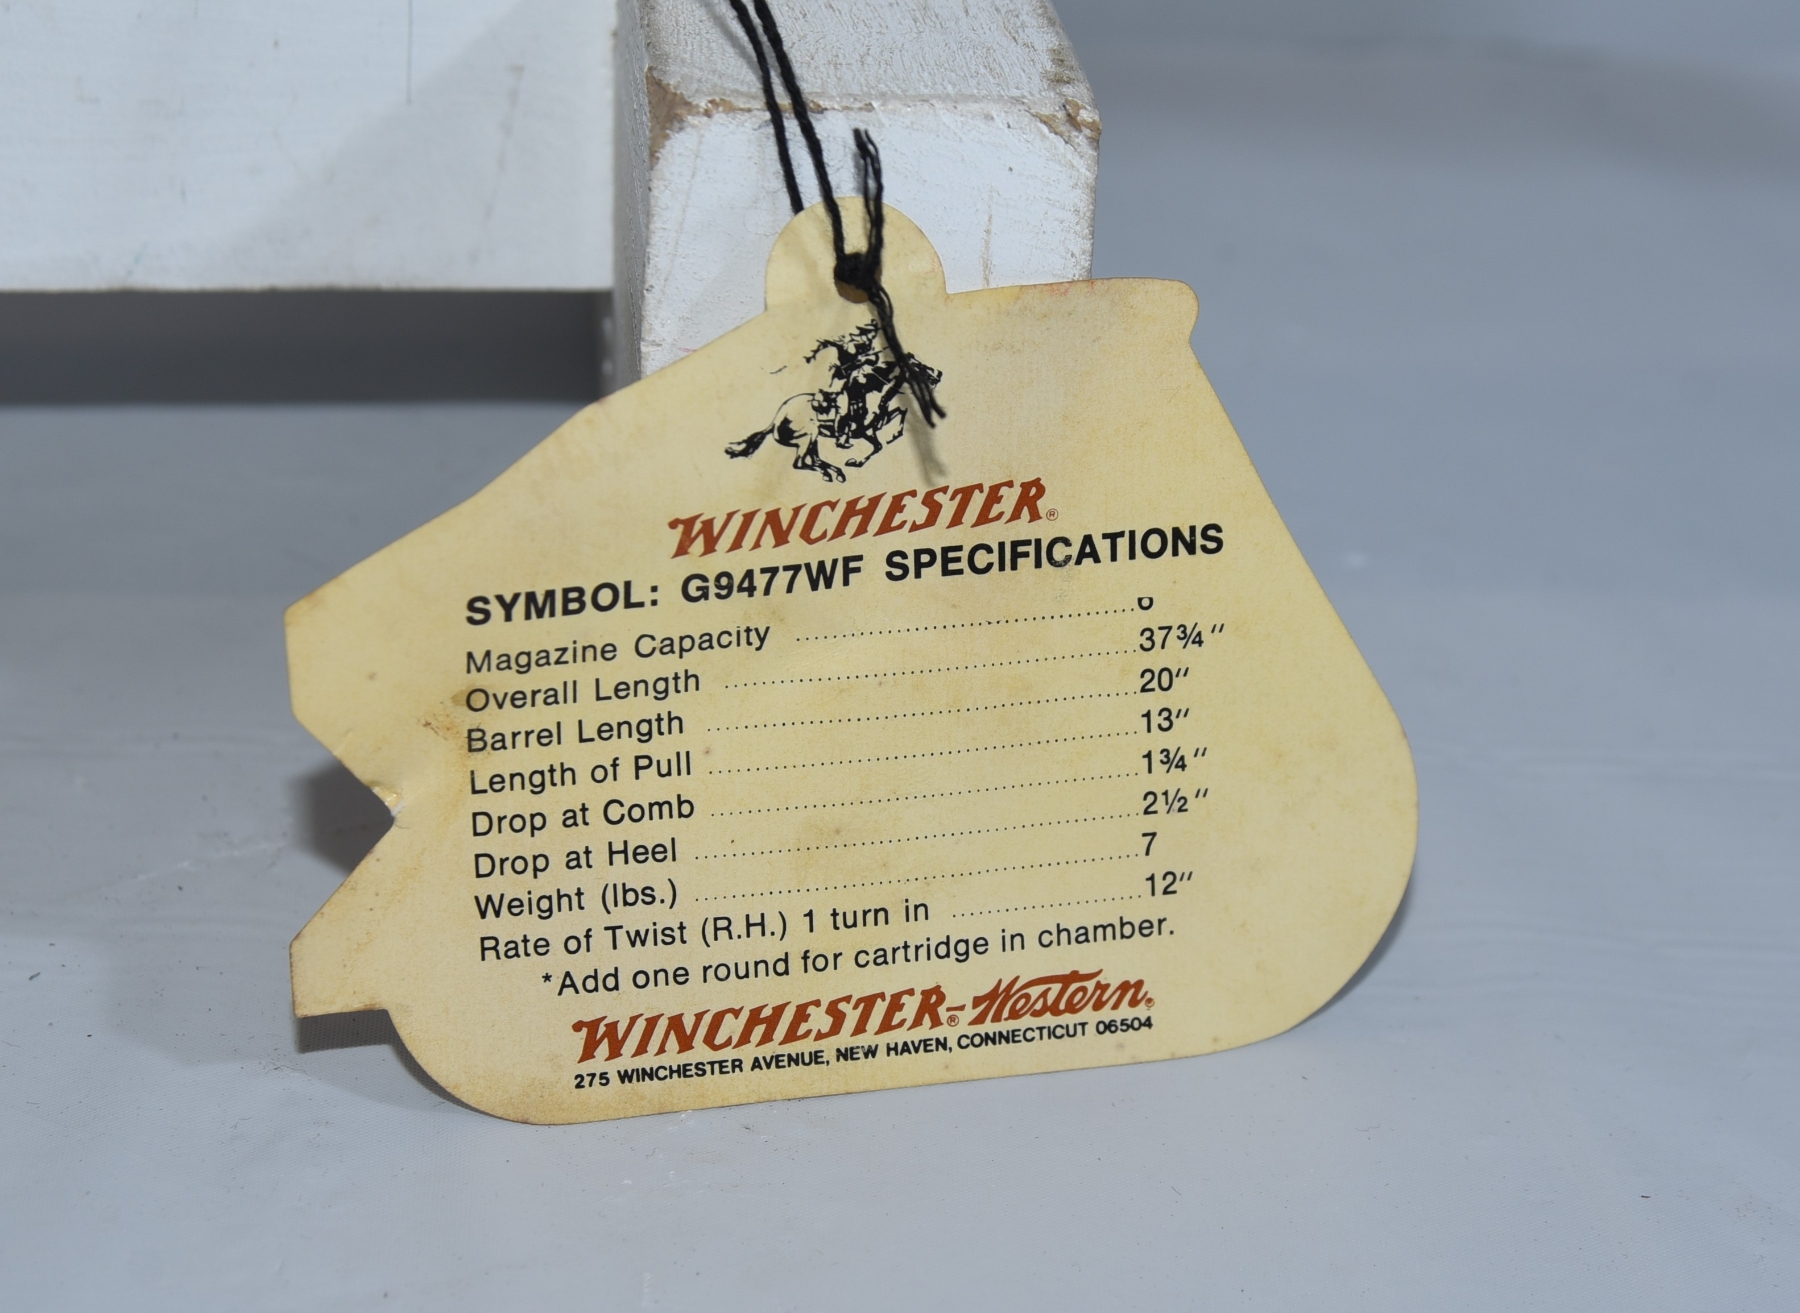 WINCHESTER®
SYMBOL: G9477WF SPECIFICATIONS
Magazine Capacity ........................................
Overall Length ........................................ 37¾"
Barrel Length ........................................ 20"
Length of Pull ........................................ 13"
Drop at Comb ........................................ 1¾"
Drop at Heel ........................................ 2½"
Weight (lbs.) ........................................ 7
Rate of Twist (R.H.) 1 turn in .................... 12"
*Add one round for cartridge in chamber.
WINCHESTER®-Western®
275 WINCHESTER AVENUE, NEW HAVEN, CONNECTICUT 06504